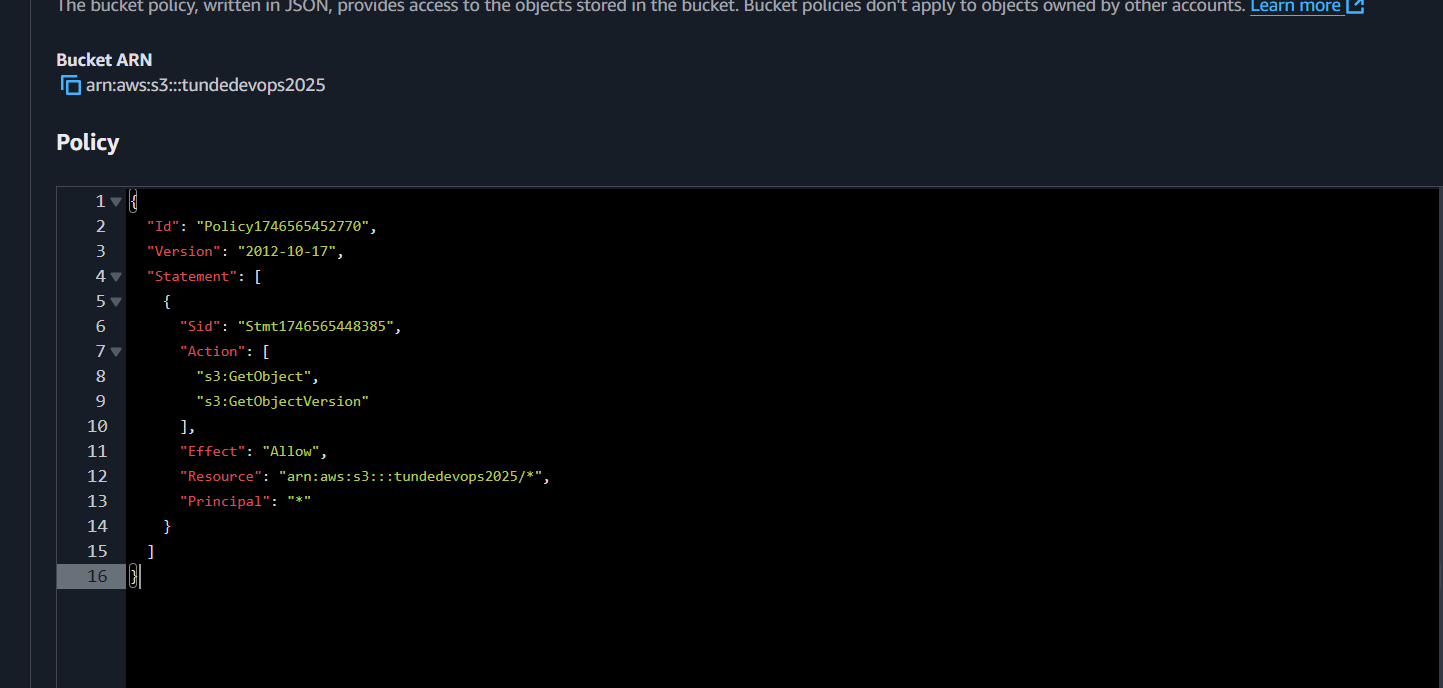 The bucket policy, written in JSON, provides access to the objects stored in the bucket. Bucket policies don't apply to objects owned by other accounts. Learn more
Bucket ARN
arn:aws:s3:::tundedevops2025
Policy
1 {
2 "Id": "Policy1746565452770",
3 "Version": "2012-10-17",
4 "Statement": [
5 {
6 "Sid": "Stmt1746565448385",
7 "Action": [
8 "s3:GetObject",
9 "s3:GetObjectVersion"
10 ],
11 "Effect": "Allow",
12 "Resource": "arn:aws:s3:::tundedevops2025/*",
13 "Principal": "*"
14 }
15 ]
16 }